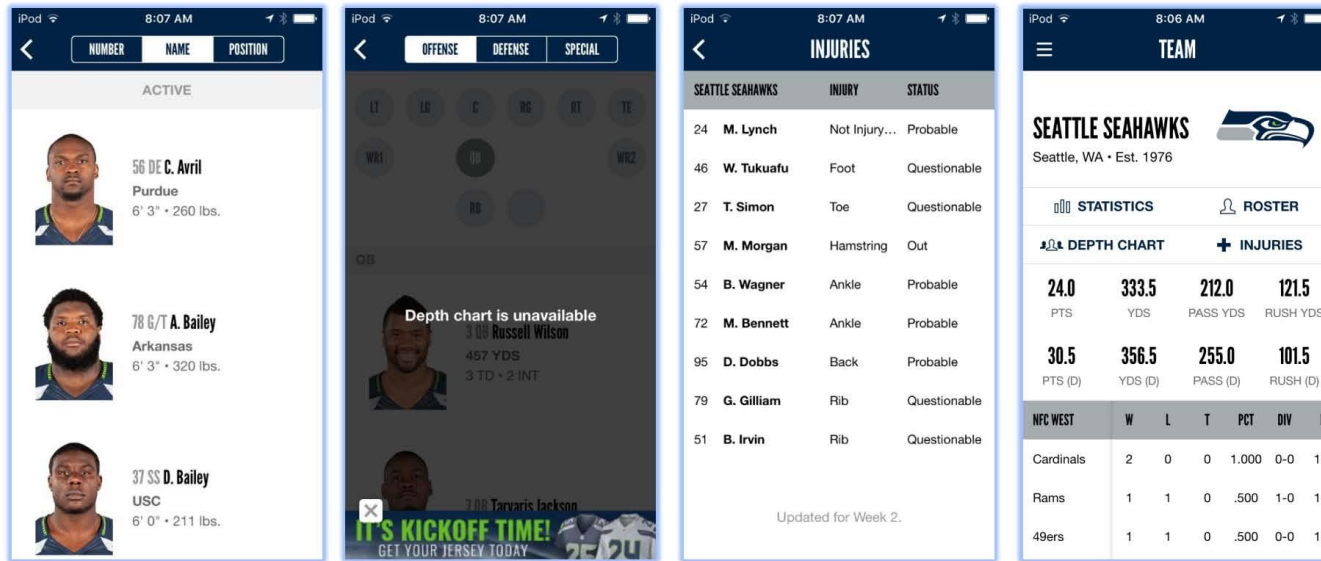 iPod 8:07 AM
NUMBER NAME POSITION
ACTIVE
56 DE C. Avril
Purdue
6' 3" • 260 lbs.
78 G/T A. Bailey
Arkansas
6' 3" • 320 lbs.
37 SS D. Bailey
USC
6' 0" • 211 lbs.
iPod 8:07 AM
OFFENSE DEFENSE SPECIAL
LT LG C RG RT TE
WR1 QB WR2
RB
QB
Depth chart is unavailable
3 QB Russell Wilson
457 YDS
3 TD • 2 INT
7 QB Tarvaris Jackson
IT'S KICKOFF TIME!
GET YOUR JERSEY TODAY
25 24
iPod 8:07 AM
INJURIES
SEATTLE SEAHAWKS INJURY STATUS
24 M. Lynch Not Injury... Probable
46 W. Tukuafu Foot Questionable
27 T. Simon Toe Questionable
57 M. Morgan Hamstring Out
54 B. Wagner Ankle Probable
72 M. Bennett Ankle Probable
95 D. Dobbs Back Probable
79 G. Gilliam Rib Questionable
51 B. Irvin Rib Questionable
Updated for Week 2.
iPod 8:06 AM
TEAM
SEATTLE SEAHAWKS
Seattle, WA • Est. 1976
STATISTICS ROSTER
DEPTH CHART INJURIES
24.0 333.5 212.0 121.5
PTS YDS PASS YDS RUSH YDS
30.5 356.5 255.0 101.5
PTS (D) YDS (D) PASS (D) RUSH (D)
NFC WEST W L T PCT DIV
Cardinals 2 0 0 1.000 0-0 1
Rams 1 1 0 .500 1-0 1
49ers 1 1 0 .500 0-0 1